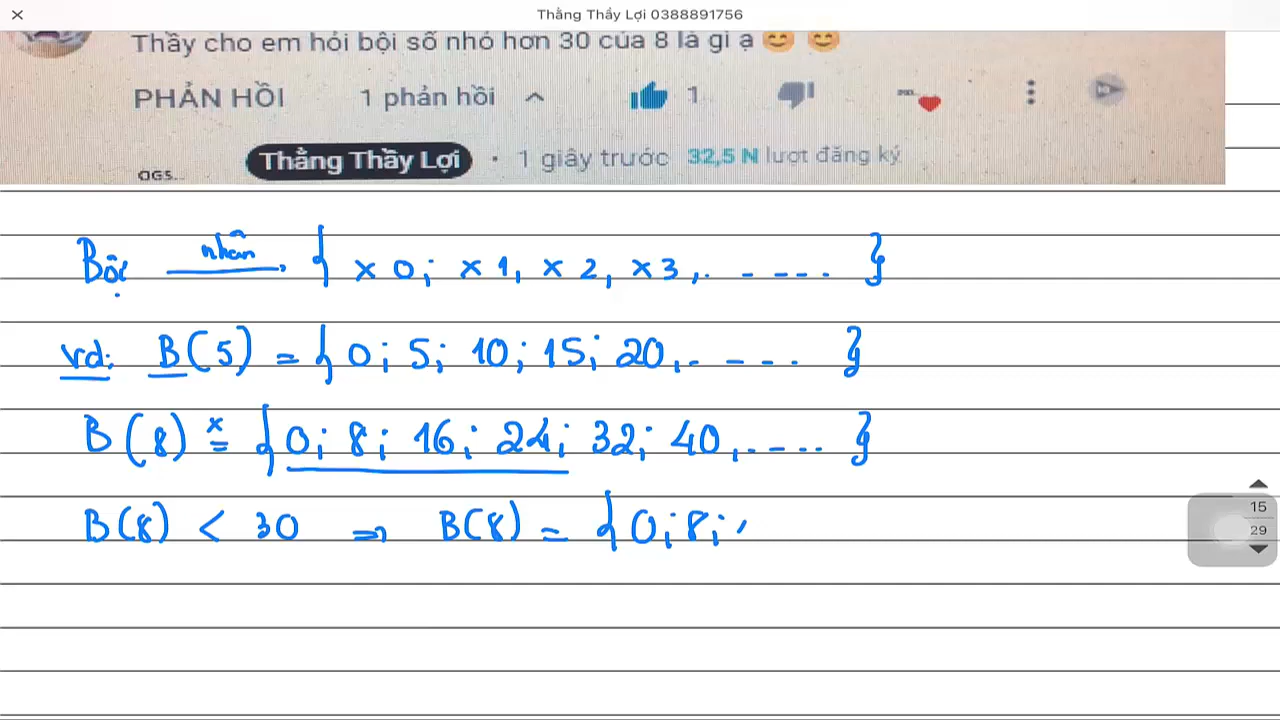 Thằng Thầy Lợi 0388891756
Thầy cho em hỏi bội số nhỏ hơn 30 của 8 là gì ạ 😊 😊
PHẢN HỒI 1 phản hồi 1
Thằng Thầy Lợi · 1 giây trước 32,5 N lượt đăng ký
OGS...
Bội nhân { x 0; x 1, x 2, x 3,. - - - - . }
vd: B(5) = { 0; 5; 10; 15; 20,. - - - . }
B(8) = { 0; 8; 16; 24; 32; 40,. - - - . }
B(8) < 30 ⇒ B(8) = { 0; 8;
15
29